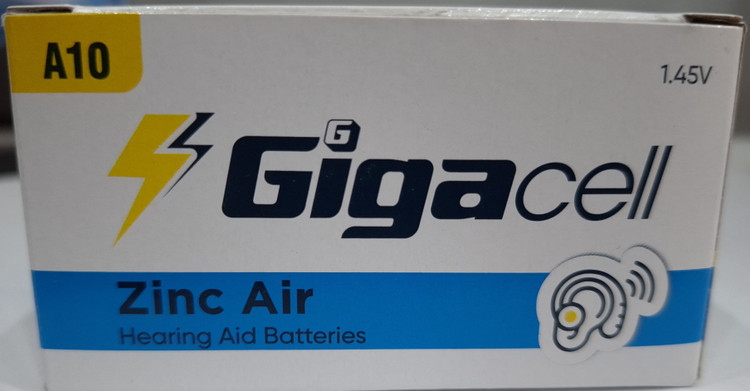 A10
1.45V
G
Gigacell
Zinc Air
Hearing Aid Batteries